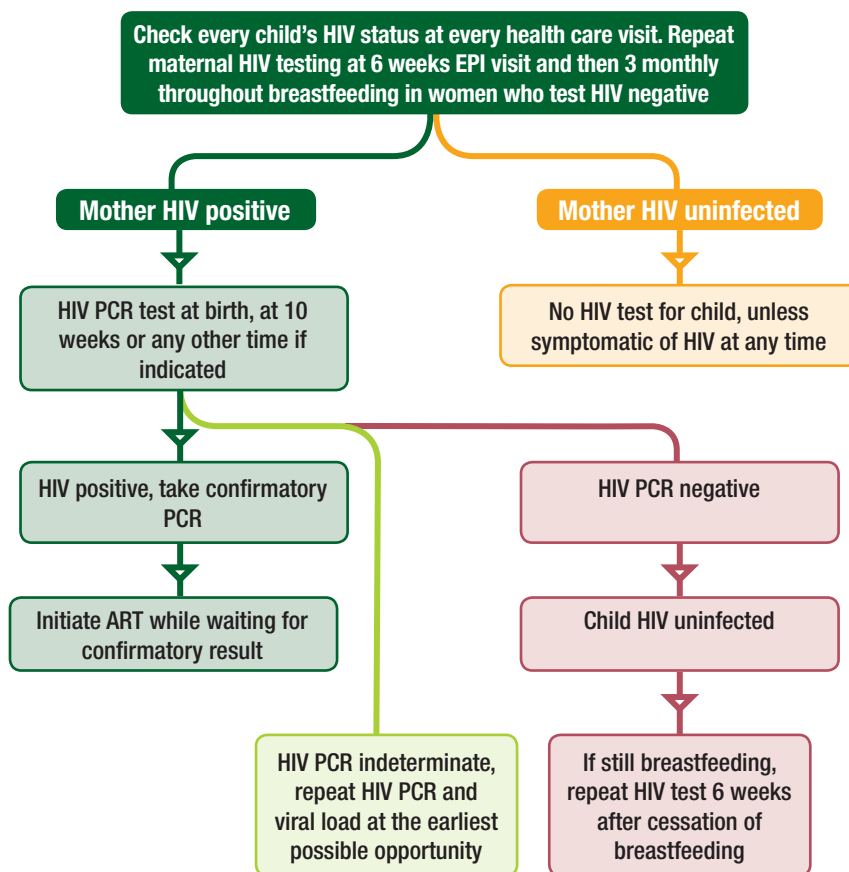 Check every child’s HIV status at every health care visit. Repeat
maternal HIV testing at 6 weeks EPI visit and then 3 monthly
throughout breastfeeding in women who test HIV negative
Mother HIV positive
Mother HIV uninfected
HIV PCR test at birth, at 10
weeks or any other time if
indicated
No HIV test for child, unless
symptomatic of HIV at any time
HIV positive, take confirmatory
PCR
HIV PCR negative
Initiate ART while waiting for
confirmatory result
Child HIV uninfected
HIV PCR indeterminate,
repeat HIV PCR and
viral load at the earliest
possible opportunity
If still breastfeeding,
repeat HIV test 6 weeks
after cessation of
breastfeeding